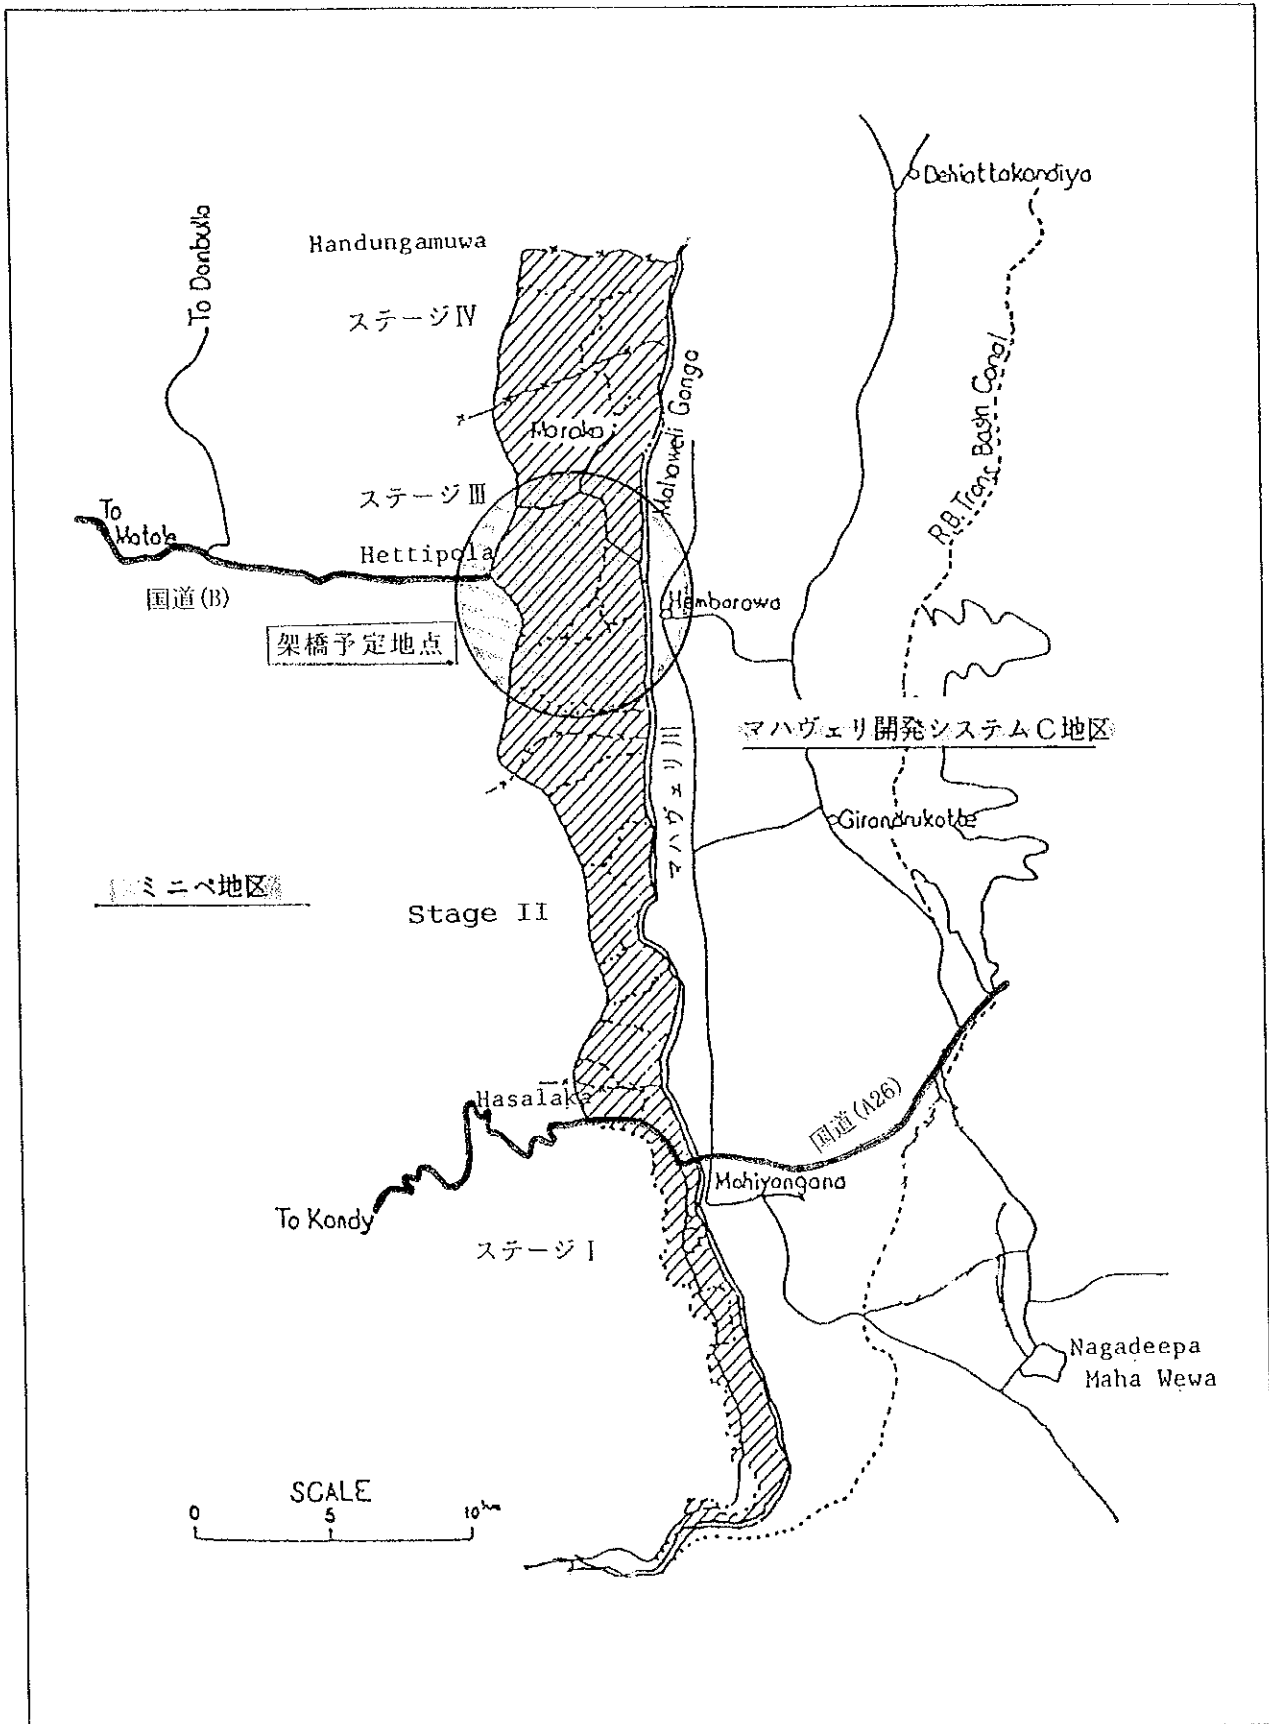 Dehiattakandiya
To Donbulla
Handungamuwa
ステージⅣ
Mahaweli Ganga
Moraka
R.B. Trans Basin Canal
ステージⅢ
To
Matale
Hettipola
国道(B)
Hemborowa
架橋予定地点
マハヴェリ開発システムC地区
マハヴェリ川
Girandrukotte
ミニペ地区
Stage II
Hasalaka
国道(A26)
Mahiyangana
To Kandy
ステージⅠ
Nagadeepa
Maha Wewa
SCALE
0 5 10km